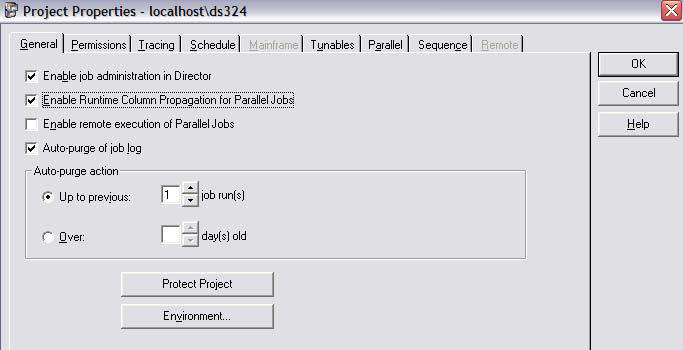 Project Properties - localhost\ds324
General Permissions Tracing Schedule Mainframe Tunables Parallel Sequence Remote
OK
Enable job administration in Director
Cancel
Enable Runtime Column Propagation for Parallel Jobs
Help
Enable remote execution of Parallel Jobs
Auto-purge of job log
Auto-purge action
Up to previous: 1 job run(s)
Over: day(s) old
Protect Project
Environment...